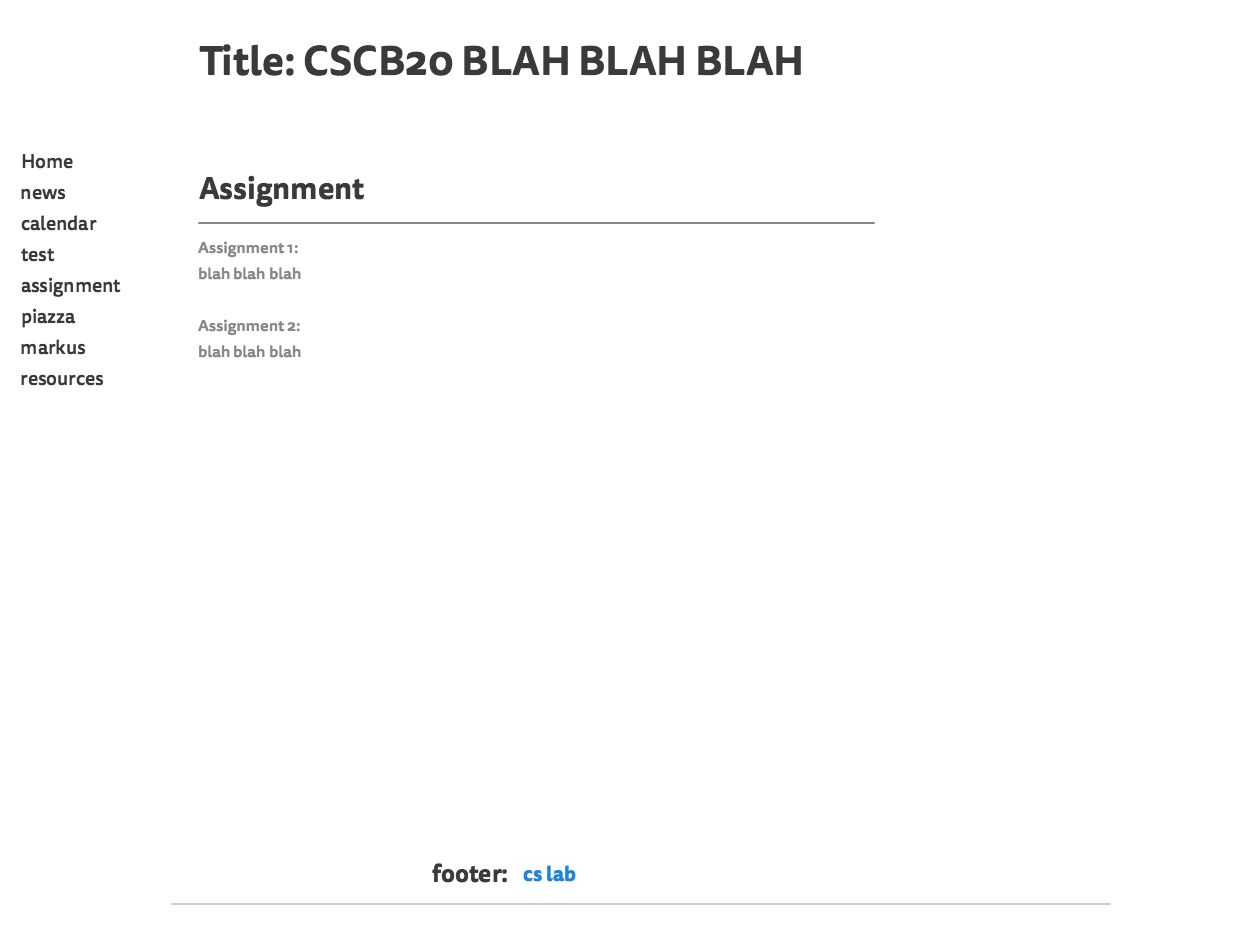 Title: CSCB20 BLAH BLAH BLAH
Home
news
calendar
test
assignment
piazza
markus
resources
Assignment
Assignment 1:
blah blah blah
Assignment 2:
blah blah blah
footer: cs lab